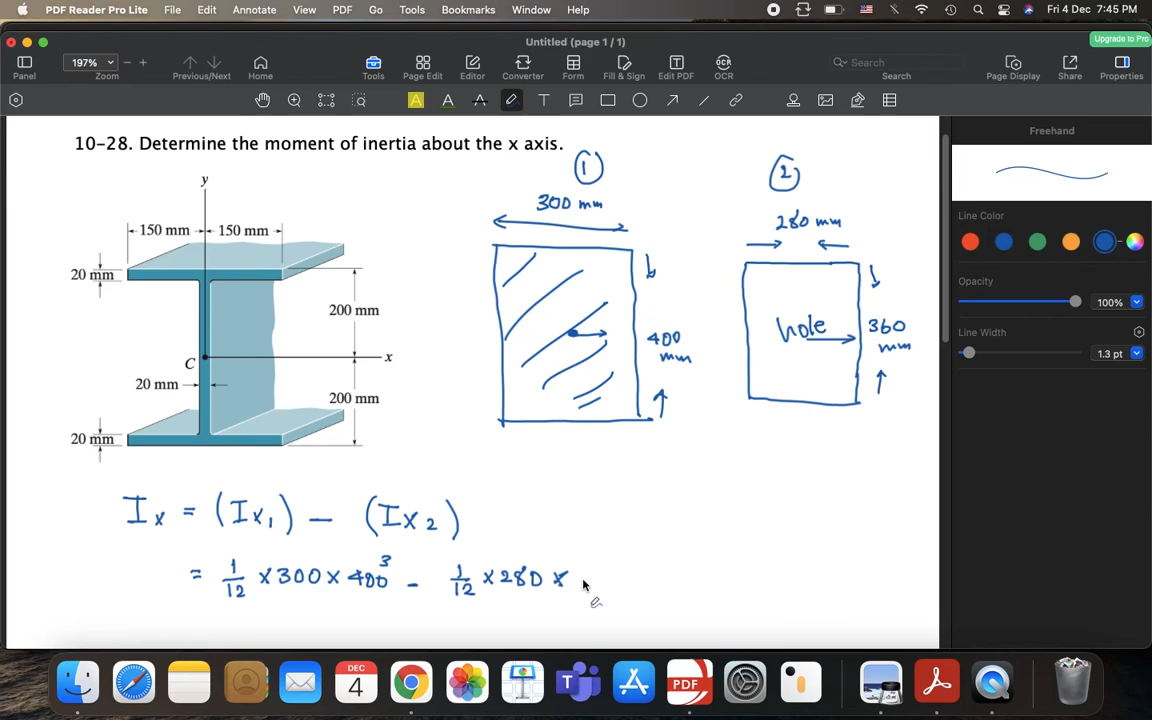 PDF Reader Pro Lite File Edit Annotate View PDF Go Tools Bookmarks Window Help Fri 4 Dec 7:45 PM
Untitled (page 1 / 1)
Upgrade to Pro
197%
Search
Panel Zoom Previous/Next Home Tools Page Edit Editor Converter Form Fill & Sign Edit PDF OCR Search Page Display Share Properties
10-28. Determine the moment of inertia about the x axis.
Freehand
1 2
300 mm 280 mm
y
150 mm 150 mm
20 mm
200 mm
400 mm
hole
360 mm
C
x
20 mm
200 mm
20 mm
Line Color
Opacity
100%
Line Width
1.3 pt
Ix = (Ix1) - (Ix2)
= 1/12 × 300 × 400³ - 1/12 × 280 ×
DEC
4
PDF